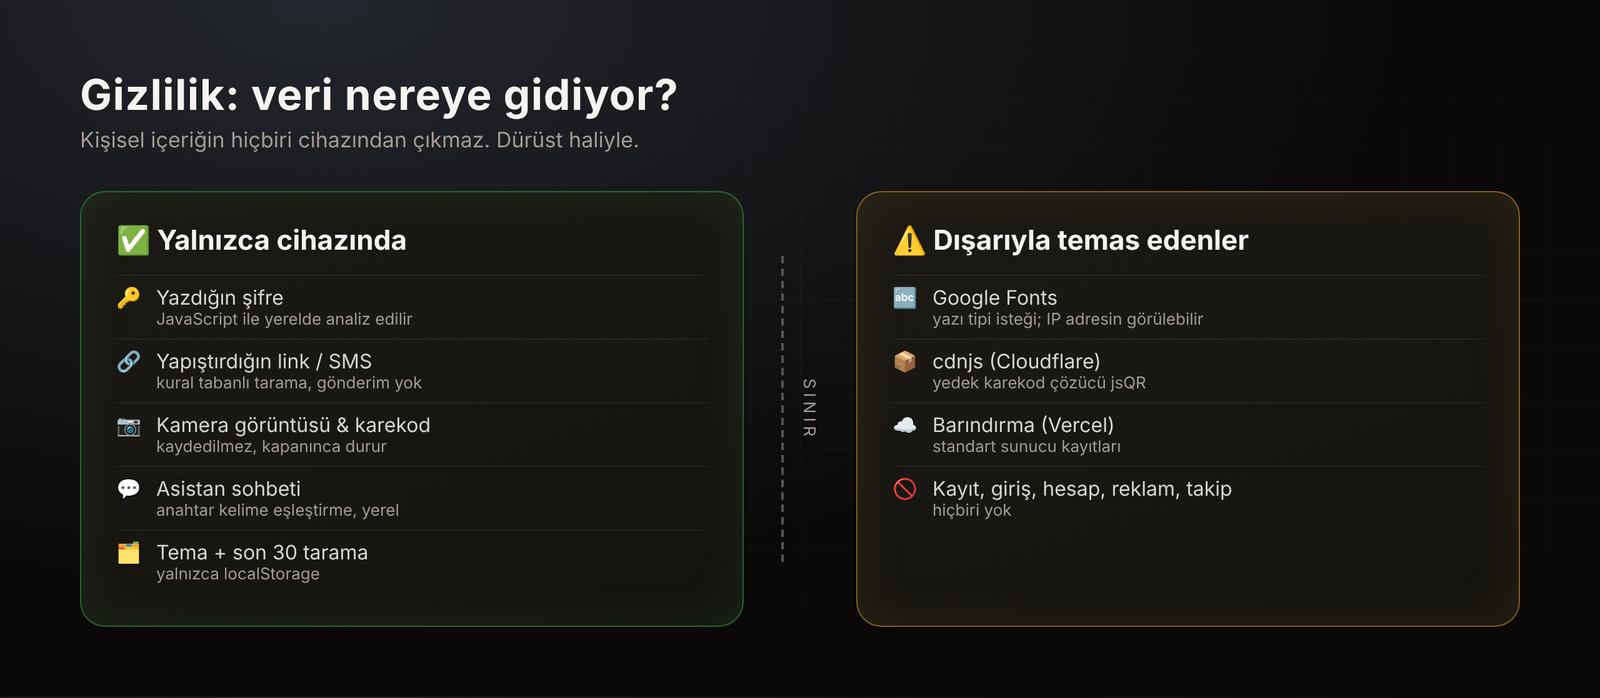 Gizlilik: veri nereye gidiyor?
Kişisel içeriğin hiçbiri cihazından çıkmaz. Dürüst haliyle.
✅ Yalnızca cihazında
🔑 Yazdığın şifre
JavaScript ile yerelde analiz edilir
🔗 Yapıştırdığın link / SMS
kural tabanlı tarama, gönderim yok
📷 Kamera görüntüsü & karekod
kaydedilmez, kapanınca durur
💬 Asistan sohbeti
anahtar kelime eşleştirme, yerel
🗂️ Tema + son 30 tarama
yalnızca localStorage
SINIR
⚠️ Dışarıyla temas edenler
🔤 Google Fonts
yazı tipi isteği; IP adresin görülebilir
📦 cdnjs (Cloudflare)
yedek karekod çözücü jsQR
☁️ Barındırma (Vercel)
standart sunucu kayıtları
🚫 Kayıt, giriş, hesap, reklam, takip
hiçbiri yok